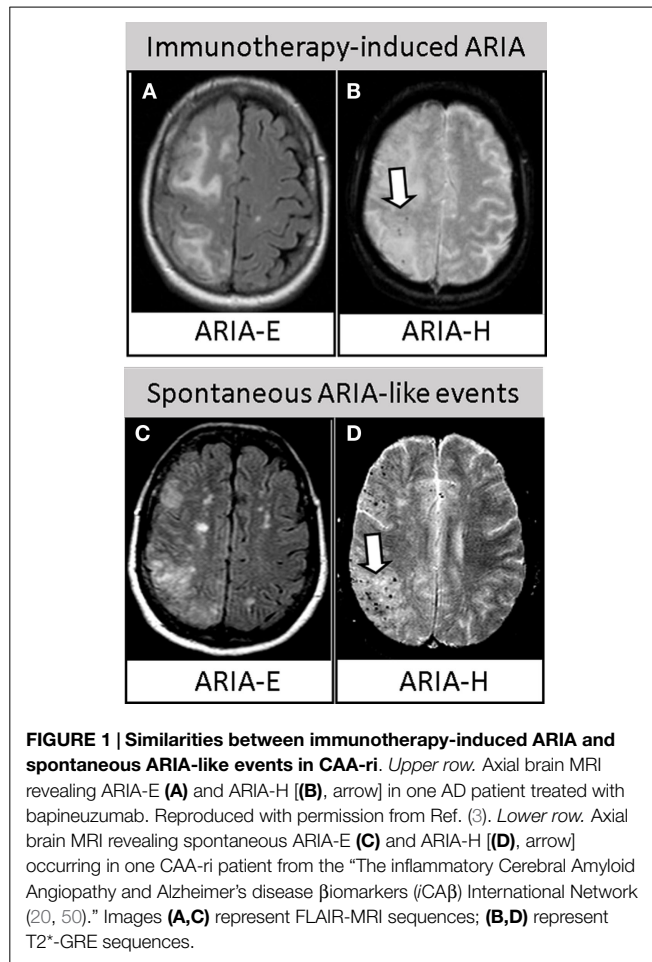 Immunotherapy-induced ARIA
A
B
ARIA-E
ARIA-H
Spontaneous ARIA-like events
C
D
ARIA-E
ARIA-H
FIGURE 1 | Similarities between immunotherapy-induced ARIA and
spontaneous ARIA-like events in CAA-ri. Upper row. Axial brain MRI
revealing ARIA-E (A) and ARIA-H [(B), arrow] in one AD patient treated with
bapineuzumab. Reproduced with permission from Ref. (3). Lower row. Axial
brain MRI revealing spontaneous ARIA-E (C) and ARIA-H [(D), arrow]
occurring in one CAA-ri patient from the “The inflammatory Cerebral Amyloid
Angiopathy and Alzheimer’s disease βiomarkers (iCAβ) International Network
(20, 50).” Images (A,C) represent FLAIR-MRI sequences; (B,D) represent
T2*-GRE sequences.